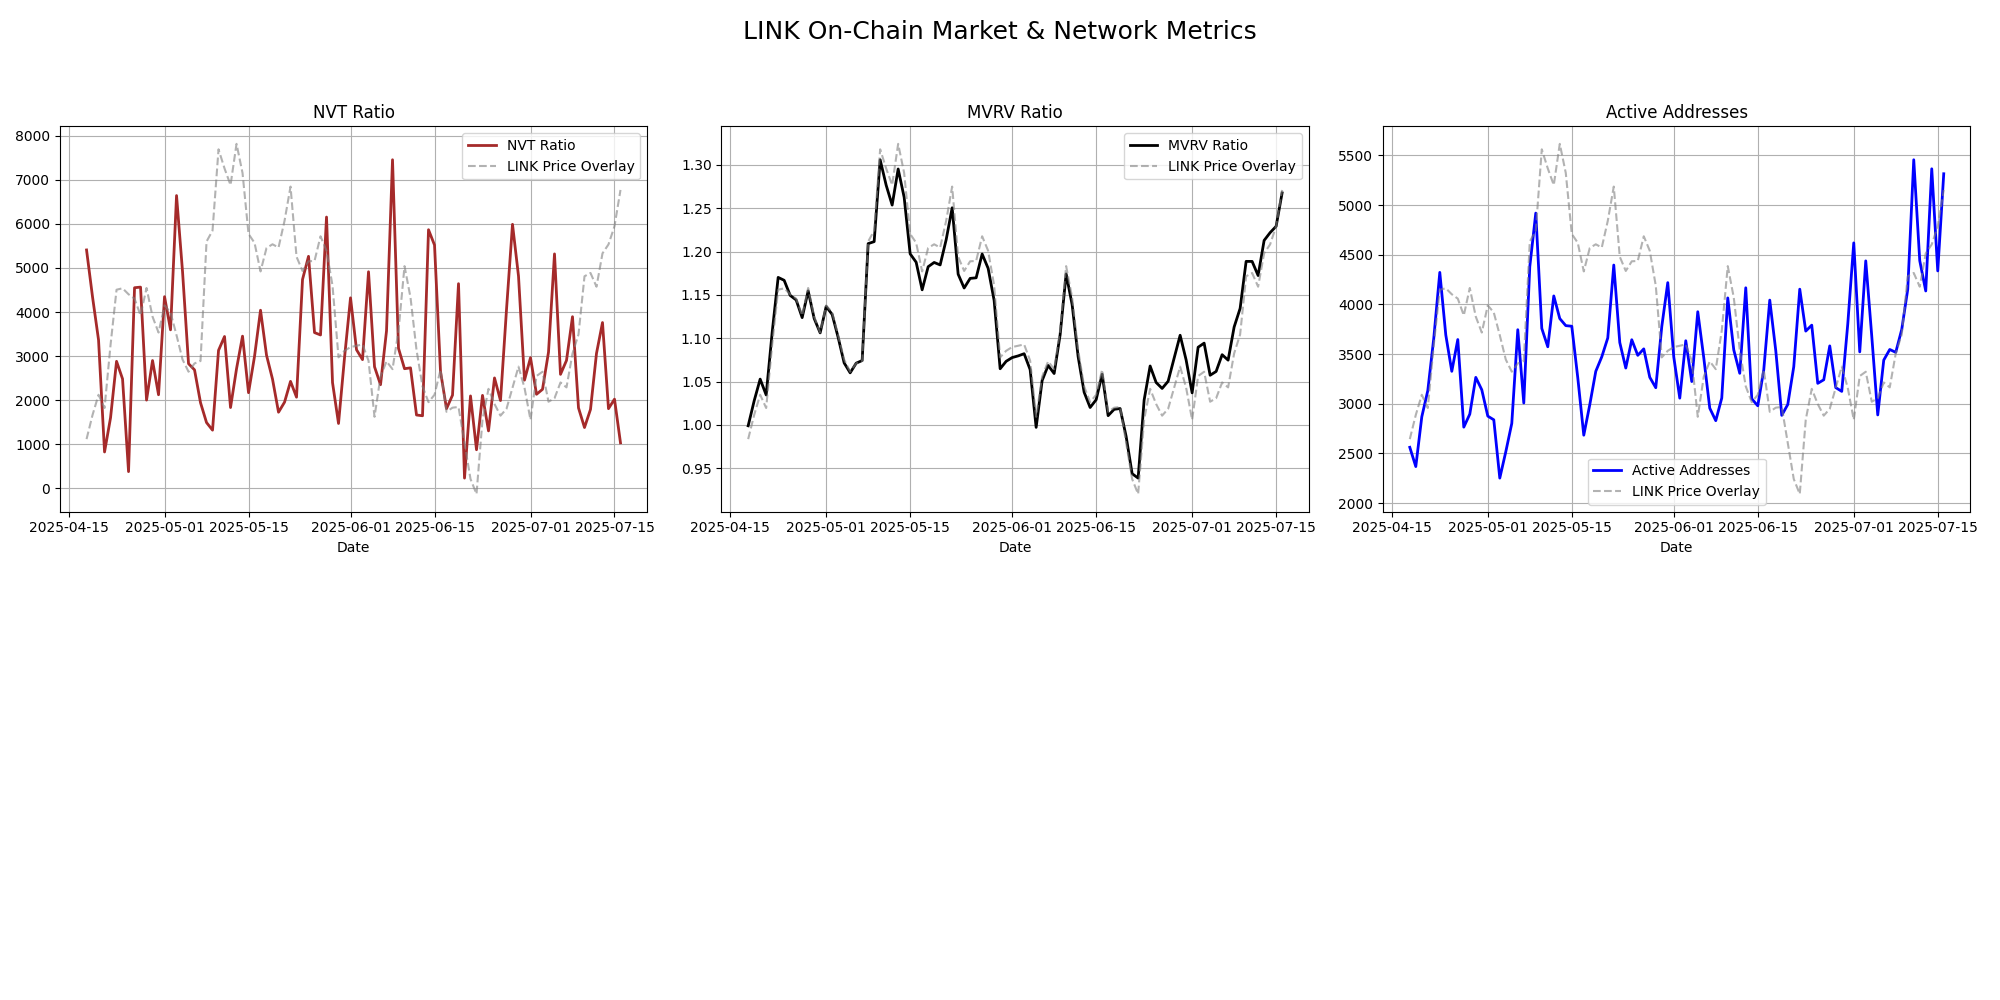 LINK On-Chain Market & Network Metrics
NVT Ratio
8000
7000
6000
5000
4000
3000
2000
1000
0
NVT Ratio
LINK Price Overlay
2025-04-15 2025-05-01 2025-05-15 2025-06-01 2025-06-15 2025-07-01 2025-07-15
Date
MVRV Ratio
1.30
1.25
1.20
1.15
1.10
1.05
1.00
0.95
MVRV Ratio
LINK Price Overlay
2025-04-15 2025-05-01 2025-05-15 2025-06-01 2025-06-15 2025-07-01 2025-07-15
Date
Active Addresses
5500
5000
4500
4000
3500
3000
2500
2000
Active Addresses
LINK Price Overlay
2025-04-15 2025-05-01 2025-05-15 2025-06-01 2025-06-15 2025-07-01 2025-07-15
Date